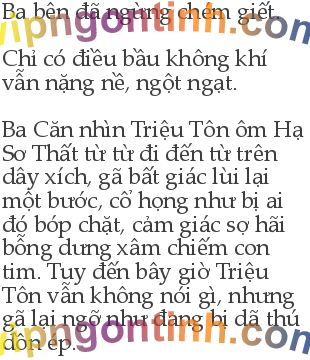 Ba bên đã ngừng chém giết.
Chỉ có điều bầu không khí
vẫn nặng nề, ngột ngạt.
Ba Căn nhìn Triệu Tôn ôm Hạ
Sơ Thất từ từ đi đến từ trên
dây xích, gã bất giác lùi lại
một bước, cổ họng như bị ai
đó bóp chặt, cảm giác sợ hãi
bỗng dưng xâm chiếm con
tim. Tuy đến bây giờ Triệu
Tôn vẫn không nói gì, nhưng
gã lại ngỡ như đang bị dã thú
dồn ép.
vipngontinh.com
vipngontinh.com